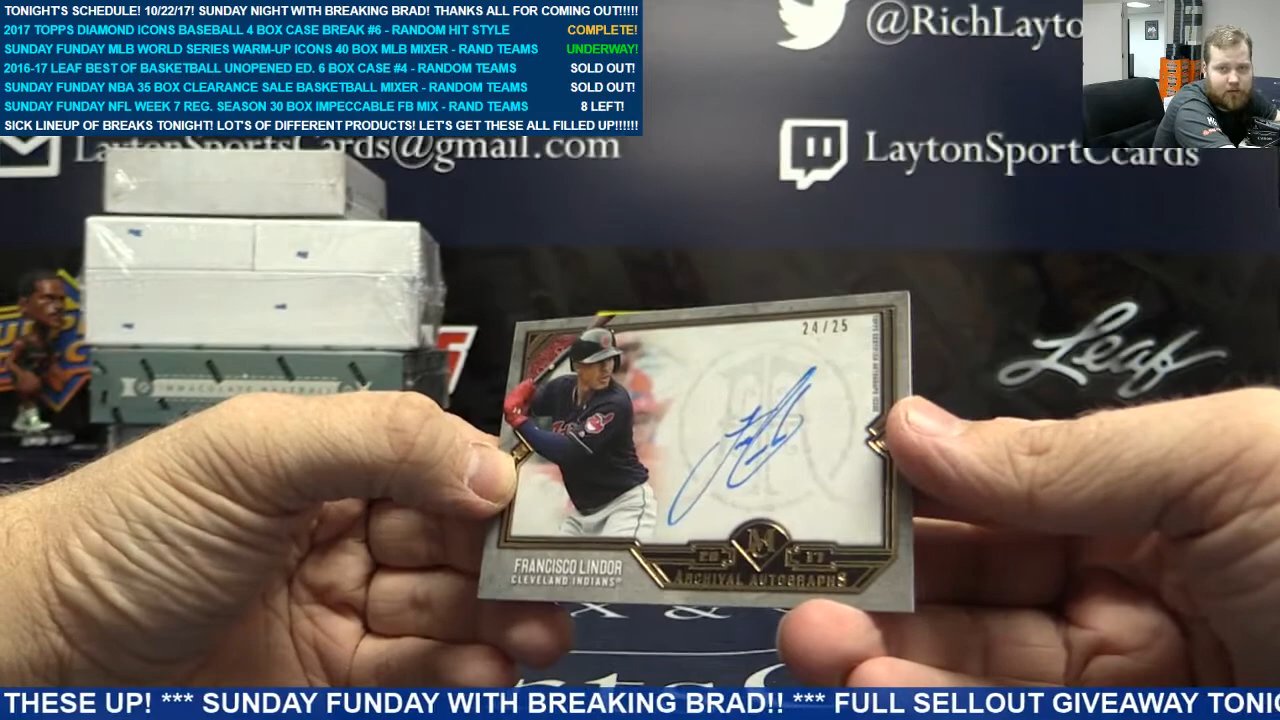 TONIGHT'S SCHEDULE! 10/22/17! SUNDAY NIGHT WITH BREAKING BRAD! THANKS ALL FOR COMING OUT!!!!!
2017 TOPPS DIAMOND ICONS BASEBALL 4 BOX CASE BREAK #6 - RANDOM HIT STYLE COMPLETE!
SUNDAY FUNDAY MLB WORLD SERIES WARM-UP ICONS 40 BOX MLB MIXER - RAND TEAMS UNDERWAY!
2016-17 LEAF BEST OF BASKETBALL UNOPENED ED. 6 BOX CASE #4 - RANDOM TEAMS SOLD OUT!
SUNDAY FUNDAY NBA 35 BOX CLEARANCE SALE BASKETBALL MIXER - RANDOM TEAMS SOLD OUT!
SUNDAY FUNDAY NFL WEEK 7 REG. SEASON 30 BOX IMPECCABLE FB MIX - RAND TEAMS 8 LEFT!
SICK LINEUP OF BREAKS TONIGHT! LOT'S OF DIFFERENT PRODUCTS! LET'S GET THESE ALL FILLED UP!!!!!!
@RichLayto
LaytonSportsCards@gmail.com
LaytonSportCcards
IMMACULATE BASEBALL
Leaf
24/25
FRANCISCO LINDOR
CLEVELAND INDIANS
20 M 17
ARCHIVAL AUTOGRAPHS
THESE UP! *** SUNDAY FUNDAY WITH BREAKING BRAD!! *** FULL SELLOUT GIVEAWAY TONI